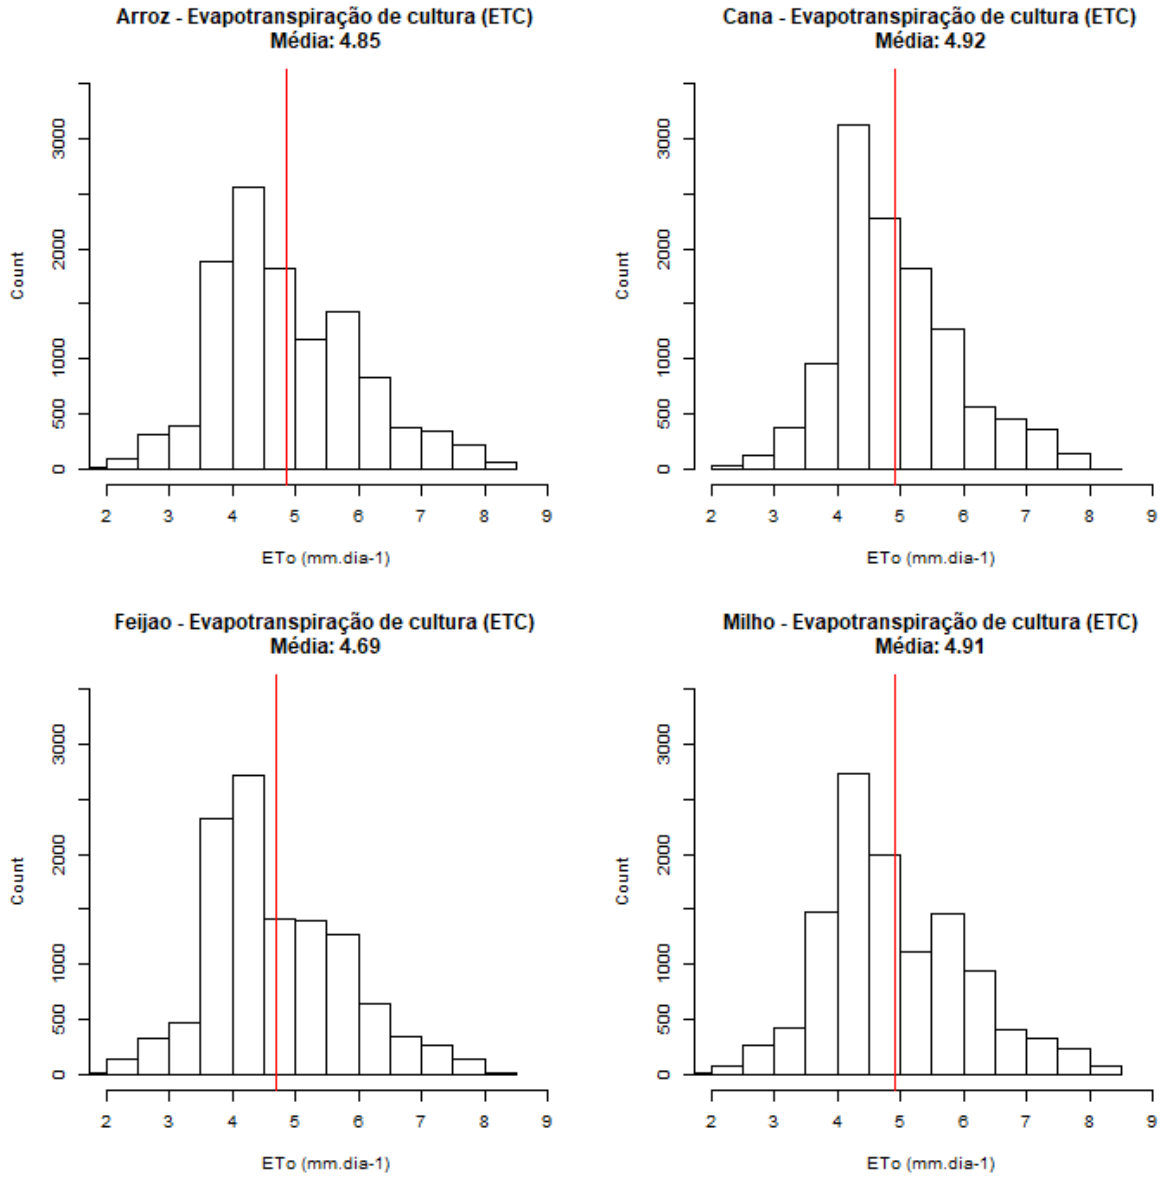 Arroz - Evapotranspiração de cultura (ETC)
Média: 4.85
Count
0 500 1000 2000 3000
2 3 4 5 6 7 8 9
ETo (mm.dia-1)
Cana - Evapotranspiração de cultura (ETC)
Média: 4.92
Count
0 500 1000 2000 3000
2 3 4 5 6 7 8 9
ETo (mm.dia-1)
Feijao - Evapotranspiração de cultura (ETC)
Média: 4.69
Count
0 500 1000 2000 3000
2 3 4 5 6 7 8 9
ETo (mm.dia-1)
Milho - Evapotranspiração de cultura (ETC)
Média: 4.91
Count
0 500 1000 2000 3000
2 3 4 5 6 7 8 9
ETo (mm.dia-1)